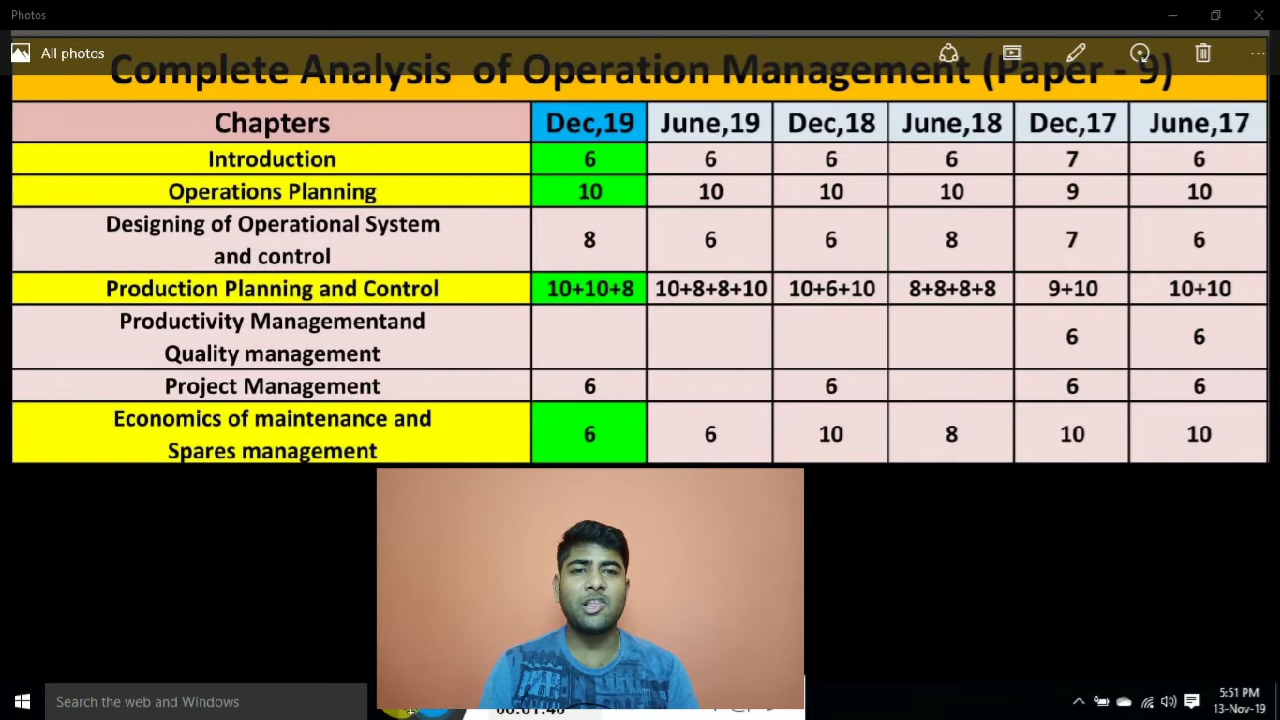 Photos
All photos
Complete Analysis of Operation Management (Paper - 9)
Chapters Dec,19 June,19 Dec,18 June,18 Dec,17 June,17
Introduction 6 6 6 6 7 6
Operations Planning 10 10 10 10 9 10
Designing of Operational System
and control 8 6 6 8 7 6
Production Planning and Control 10+10+8 10+8+8+10 10+6+10 8+8+8+8 9+10 10+10
Productivity Managementand
Quality management 6 6
Project Management 6 6 6 6
Economics of maintenance and
Spares management 6 6 10 8 10 10
Search the web and Windows
5:51 PM
13-Nov-19